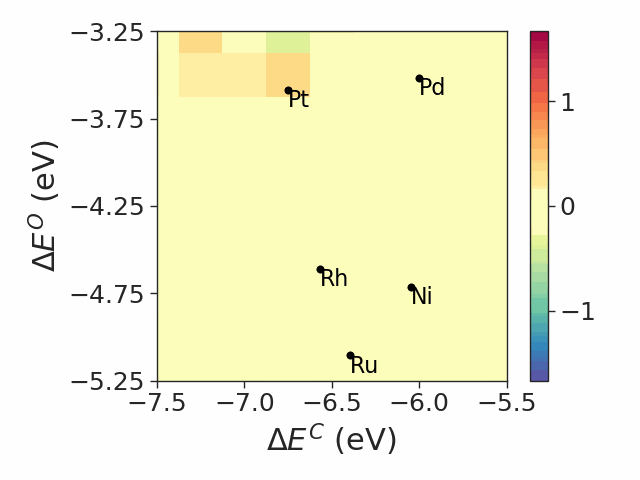 −3.25
−3.75
−4.25
−4.75
−5.25
ΔE^O (eV)
Pt
Pd
Rh
Ni
Ru
−7.5 −7.0 −6.5 −6.0 −5.5
ΔE^C (eV)
1
0
−1